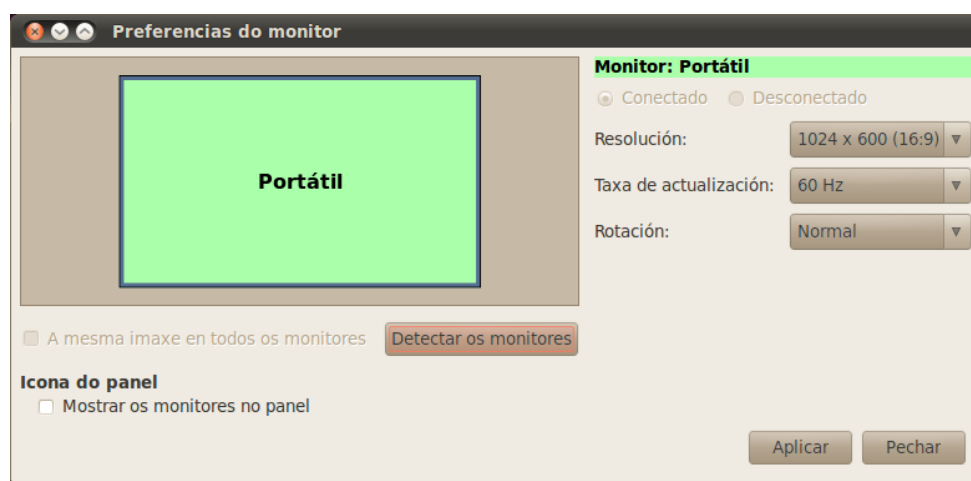 Preferencias do monitor
Portátil
A mesma imaxe en todos os monitores
Detectar os monitores
Icona do panel
Mostrar os monitores no panel
Monitor: Portátil
Conectado Desconectado
Resolución: 1024 x 600 (16:9)
Taxa de actualización: 60 Hz
Rotación: Normal
Aplicar Pechar